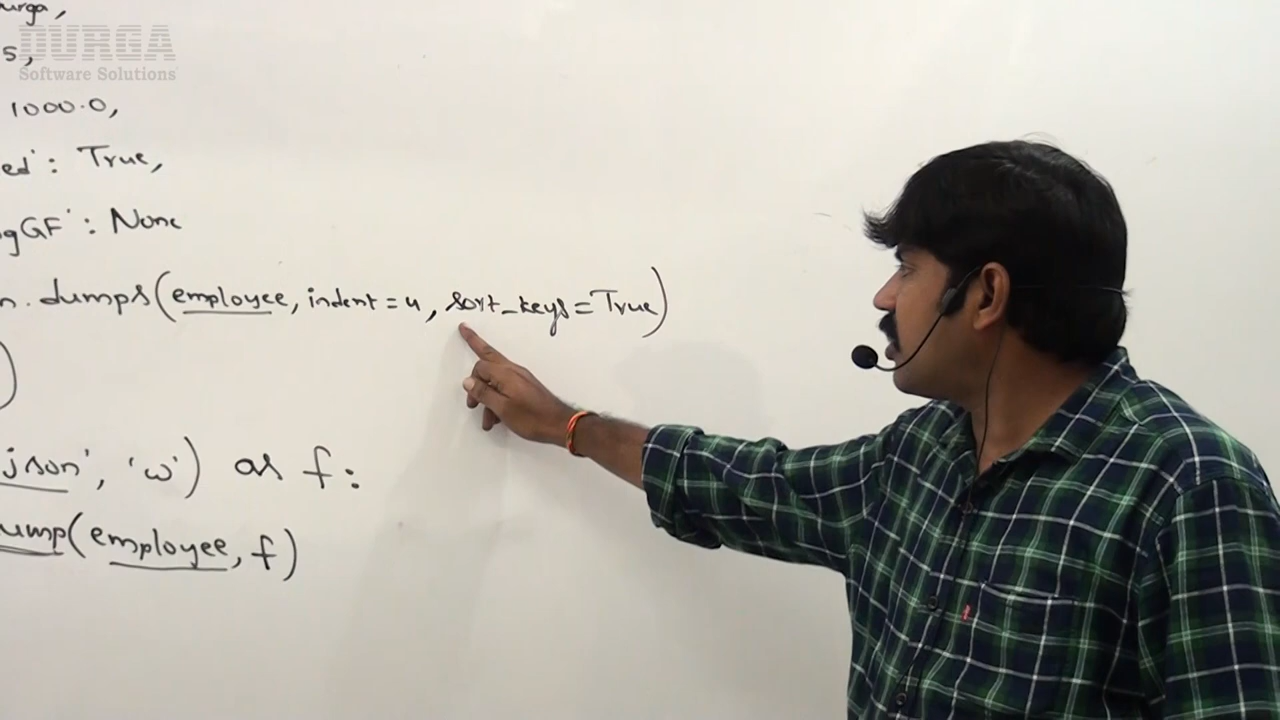 urga,
DURGA
Software Solutions
s,
1000.0,
ed': True,
gGF': None
n.dumps(employee, indent=4, sort_keys=True)
)
json', 'w') as f:
ump(employee, f)